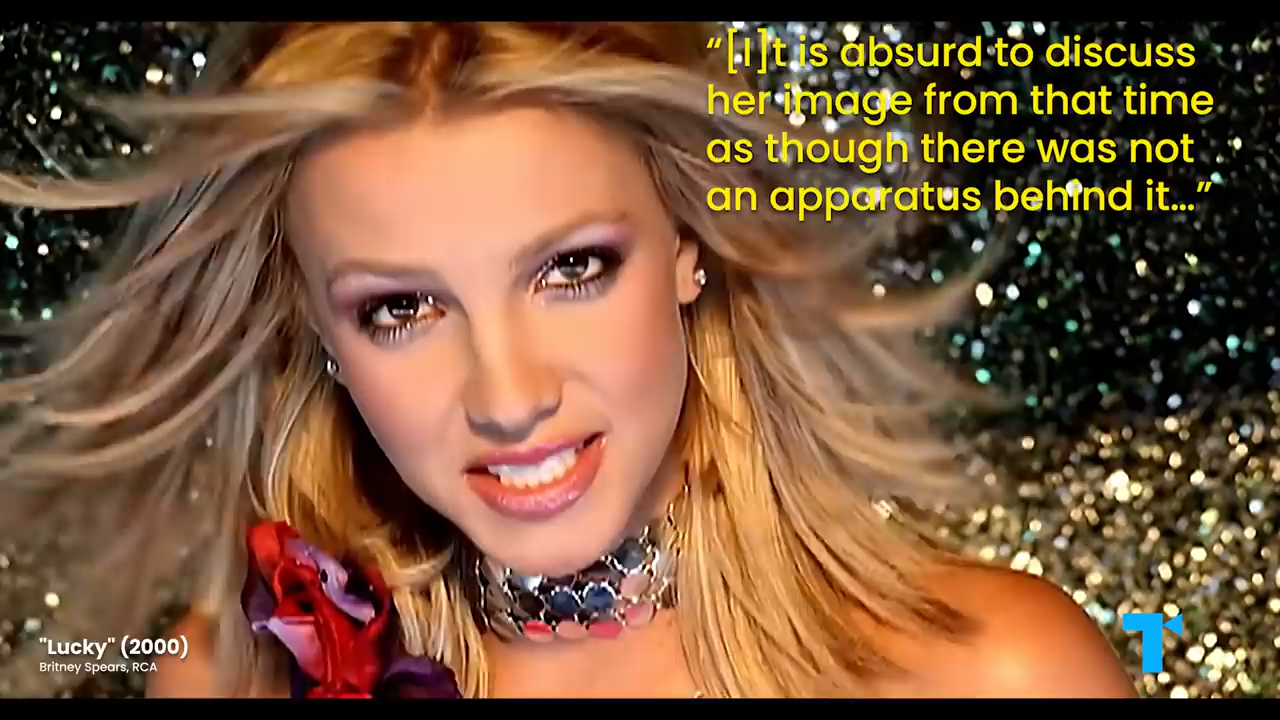 “[I]t is absurd to discuss
her image from that time
as though there was not
an apparatus behind it...”
"Lucky" (2000)
Britney Spears, RCA